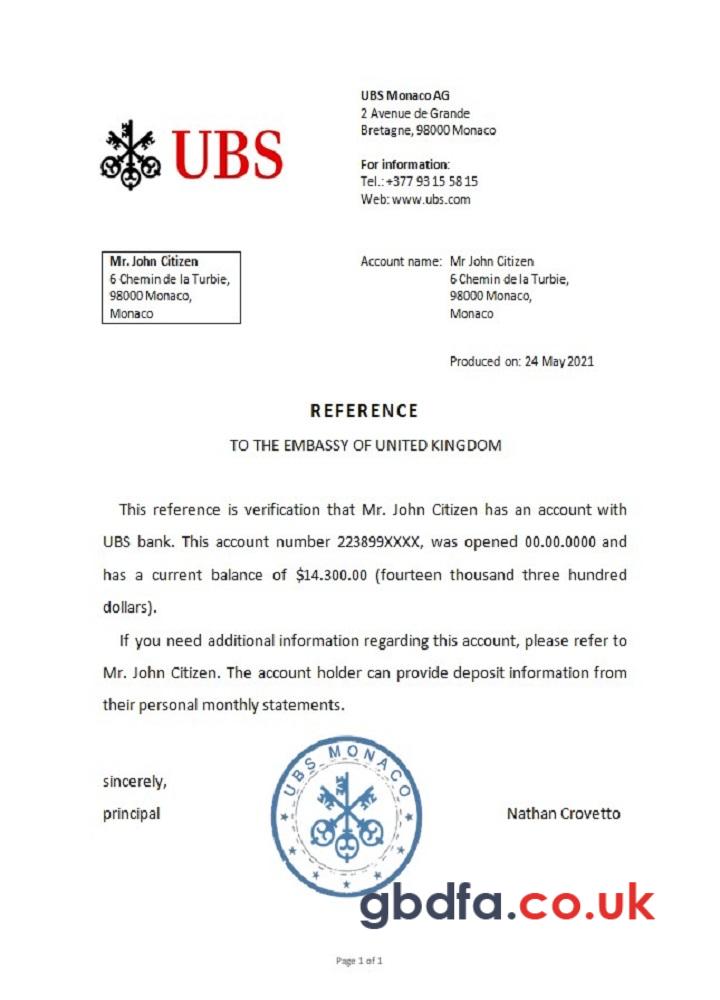 UBS
UBS Monaco AG
2 Avenue de Grande
Bretagne, 98000 Monaco
For information:
Tel.: +377 93 15 58 15
Web: www.ubs.com
Mr. John Citizen
6 Chemin de la Turbie,
98000 Monaco,
Monaco
Account name: Mr John Citizen
6 Chemin de la Turbie,
98000 Monaco,
Monaco
Produced on: 24 May 2021
REFERENCE
TO THE EMBASSY OF UNITED KINGDOM
This reference is verification that Mr. John Citizen has an account with
UBS bank. This account number 223899XXXX, was opened 00.00.0000 and
has a current balance of $14.300.00 (fourteen thousand three hundred
dollars).
If you need additional information regarding this account, please refer to
Mr. John Citizen. The account holder can provide deposit information from
their personal monthly statements.
sincerely,
principal
UBS MONACO
Nathan Crovetto
gbdfa.co.uk
Page 1 of 1